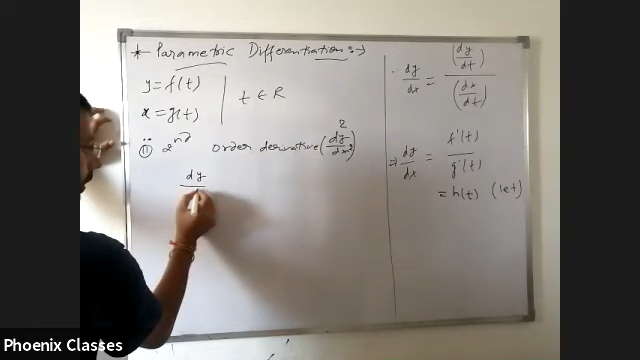 * Parametric Differentiation :→
y = f(t)
x = g(t)
t ∈ R
(ii) 2nd order derivative (d²y/dx²)
dy
∴ dy/dx = (dy/dt)/(dx/dt)
⇒ dy/dx = f'(t)/g'(t)
= h(t) (let)
Phoenix Classes